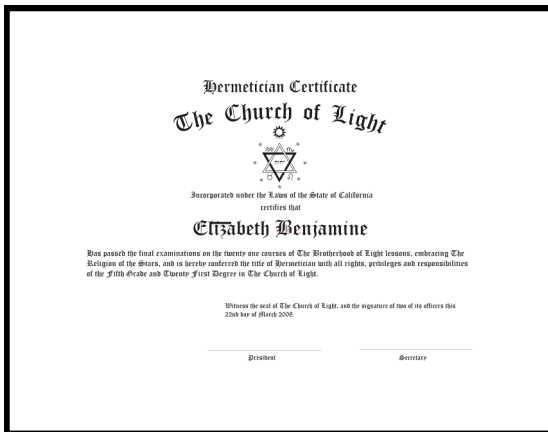 Hermetician Certificate
The Church of Light
Incorporated under the Laws of the State of California
certifies that
Elizabeth Benjamine
Has passed the final examinations on the twenty one courses of The Brotherhood of Light lessons, embracing The
Religion of the Stars, and is hereby conferred the title of Hermetician with all rights, privileges and responsibilities
of the Fifth Grade and Twenty First Degree in The Church of Light.
Witness the seal of The Church of Light, and the signature of two of its officers this
22nd day of March 2008.
President
Secretary